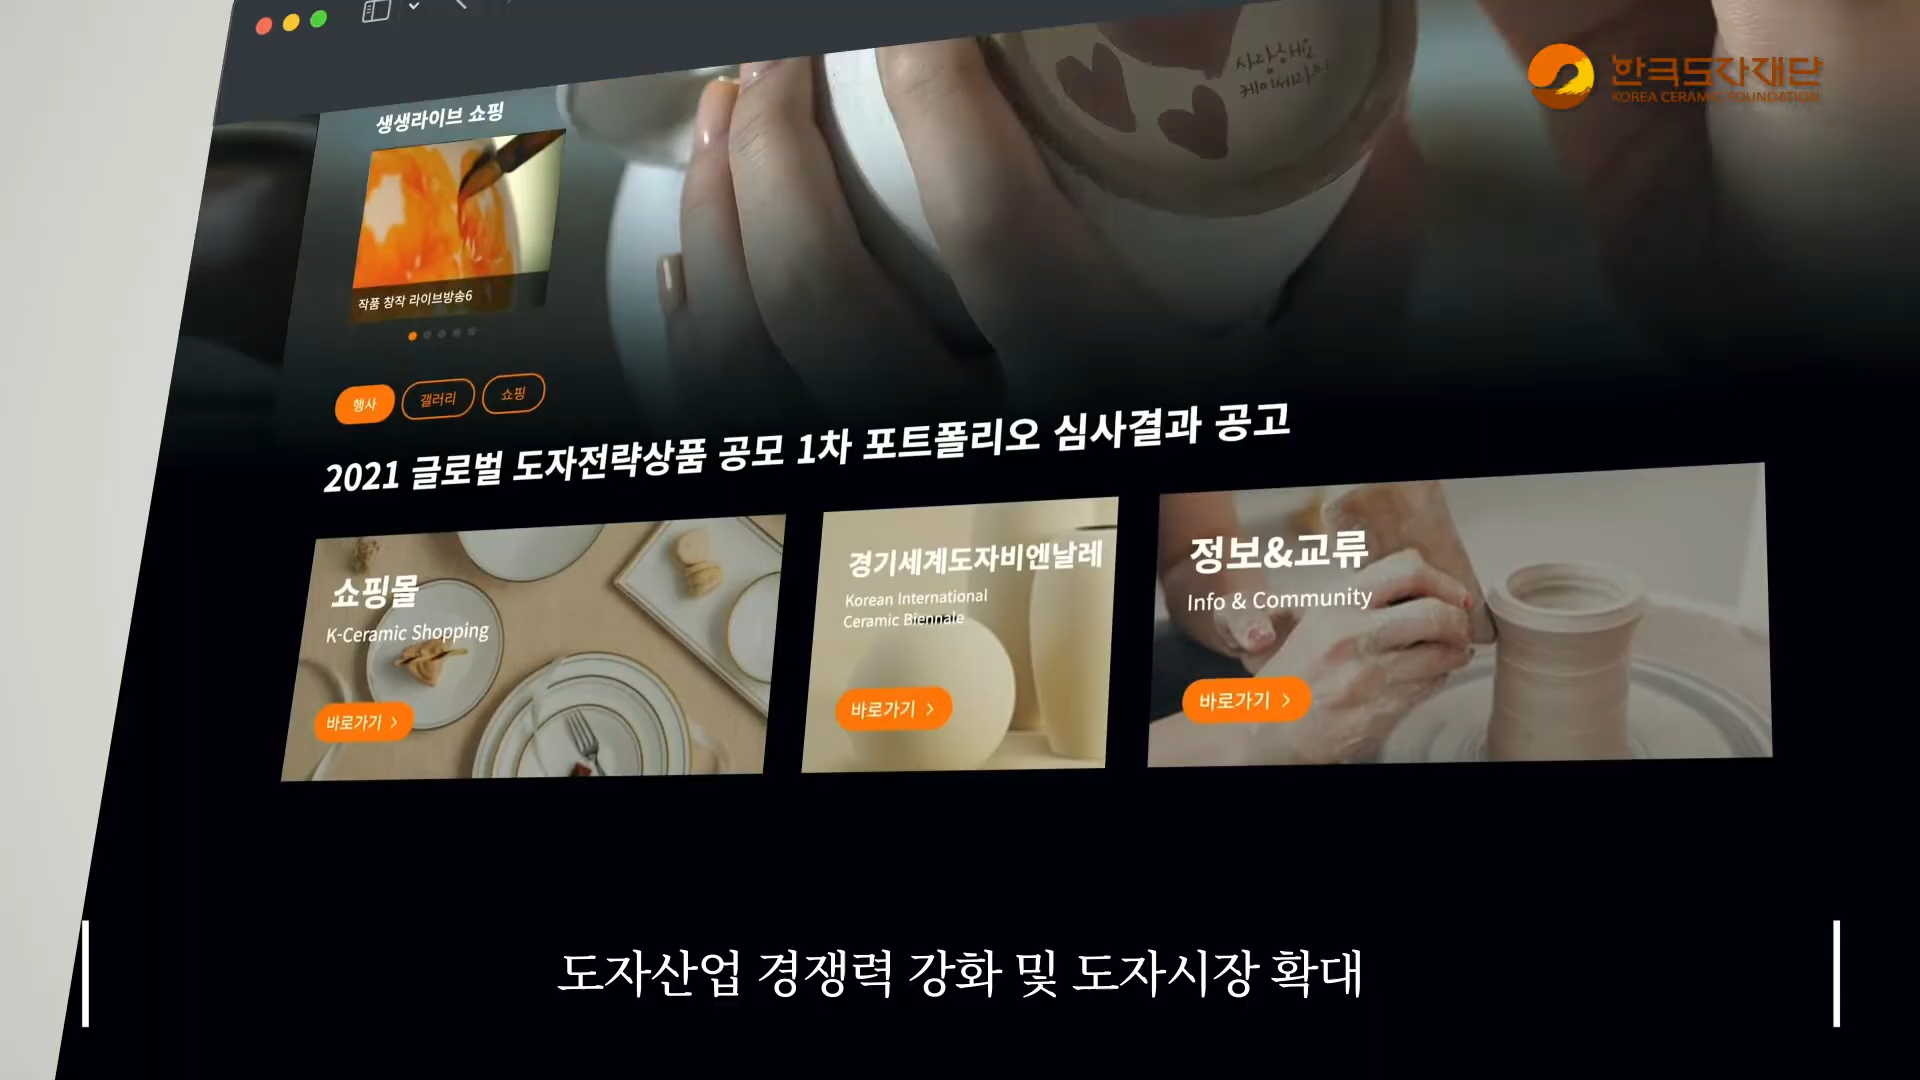 한국도자재단
KOREA CERAMIC FOUNDATION
사랑해요
생생라이브 쇼핑
작품 창작 라이브방송6
행사
갤러리
쇼핑
2021 글로벌 도자전략상품 공모 1차 포트폴리오 심사결과 공고
쇼핑몰
K-Ceramic Shopping
바로가기 >
경기세계도자비엔날레
Korean International
Ceramic Biennale
바로가기 >
정보&교류
Info & Community
바로가기 >
도자산업 경쟁력 강화 및 도자시장 확대